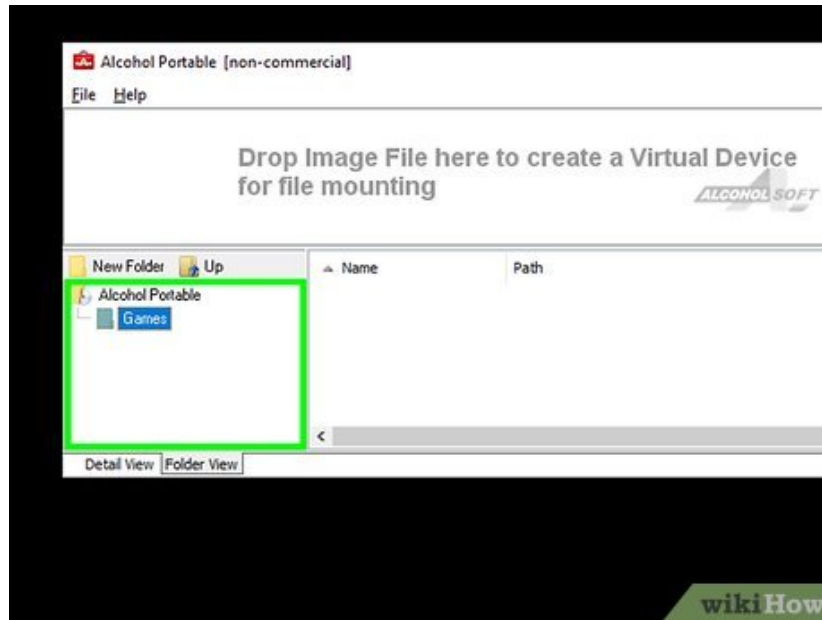 Alcohol Portable [non-commercial]
File Help
Drop Image File here to create a Virtual Device
for file mounting
ALCOHOL SOFT
New Folder Up
Name Path
Alcohol Portable
Games
<
Detail View Folder View
wikiHow